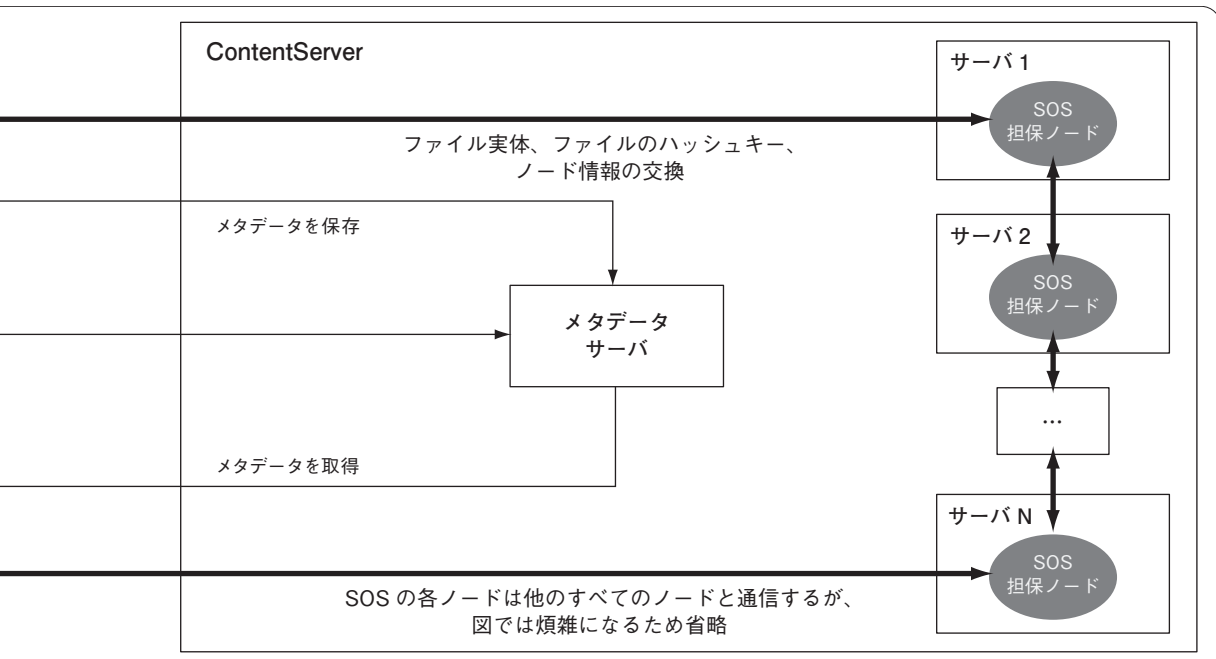 ContentServer
サーバ 1
SOS
担保ノード
ファイル実体、ファイルのハッシュキー、
ノード情報の交換
メタデータを保存
サーバ 2
SOS
担保ノード
メタデータ
サーバ
…
メタデータを取得
サーバ N
SOS
担保ノード
SOS の各ノードは他のすべてのノードと通信するが、
図では煩雑になるため省略